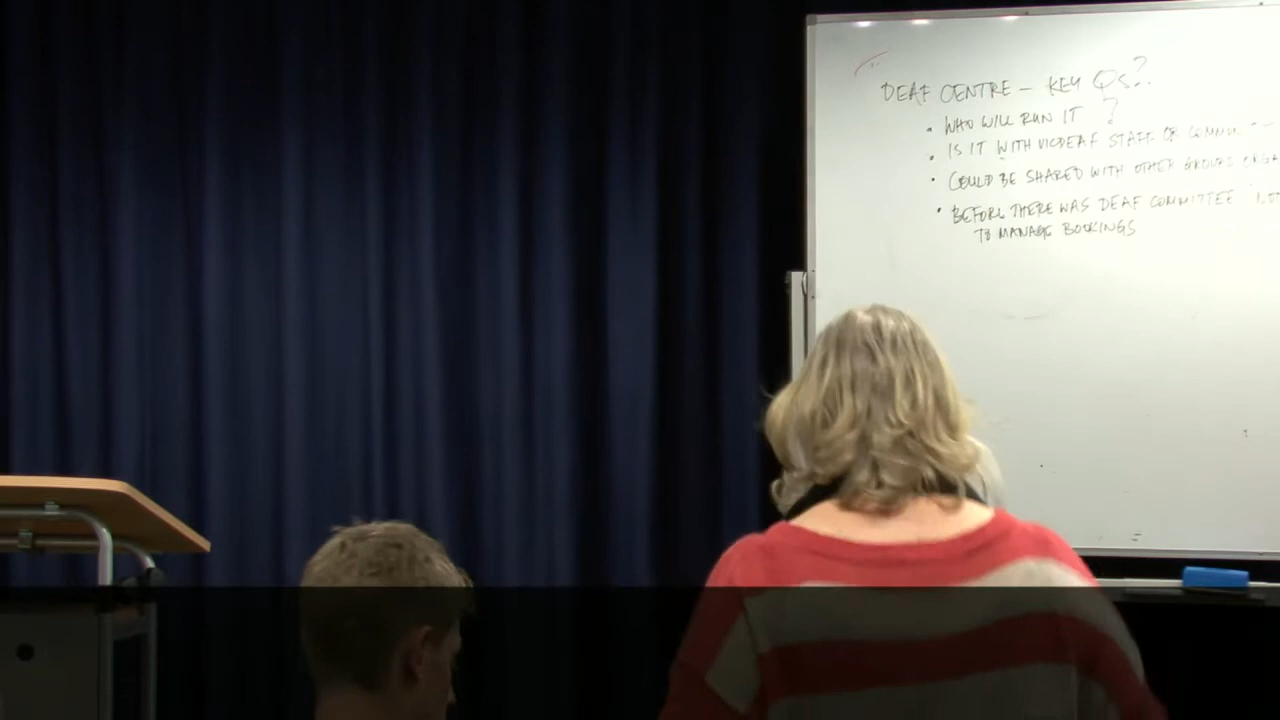 DEAF CENTRE – KEY QS?
• WHO WILL RUN IT ?
• IS IT WITH VICDEAF STAFF OR
• COULD BE SHARED WITH OTHER GROUPS
• BEFORE THERE WAS DEAF COMMITTEE
TO MANAGE BOOKINGS